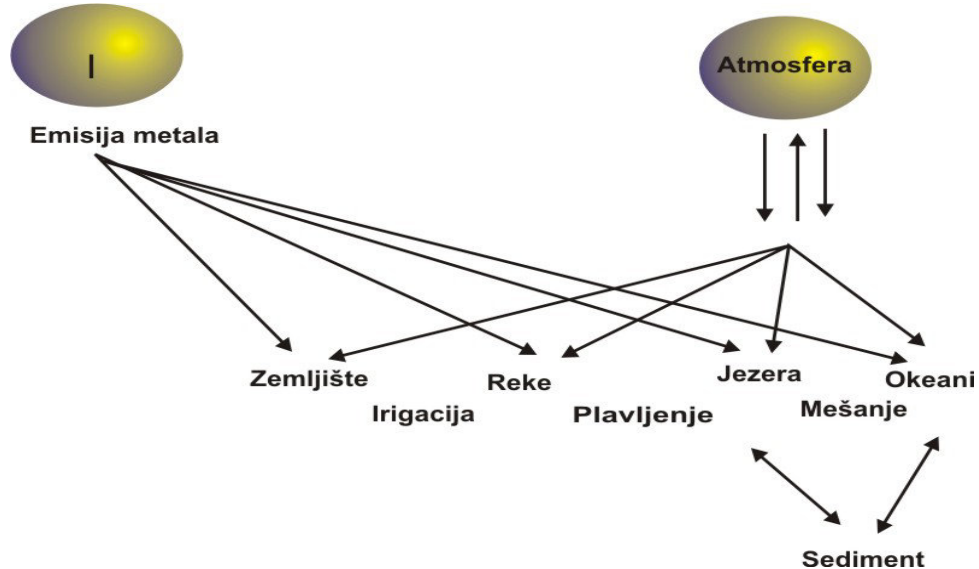 I
Atmosfera
Emisija metala
Zemljište
Reke
Jezera
Okeani
Irigacija
Plavljenje
Mešanje
Sediment